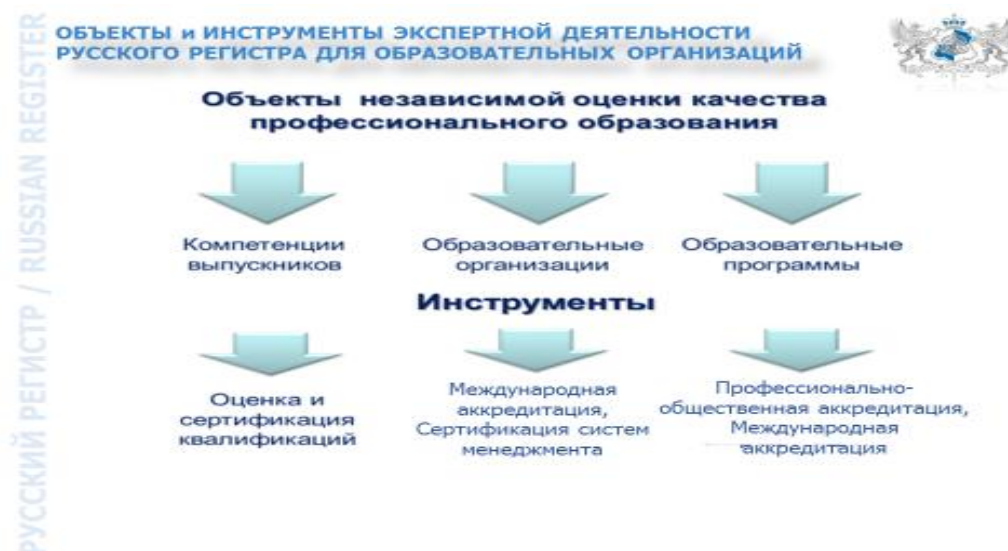 ОБЪЕКТЫ и ИНСТРУМЕНТЫ ЭКСПЕРТНОЙ ДЕЯТЕЛЬНОСТИ
РУССКОГО РЕГИСТРА ДЛЯ ОБРАЗОВАТЕЛЬНЫХ ОРГАНИЗАЦИЙ
Объекты независимой оценки качества
профессионального образования
Компетенции
выпускников
Образовательные
организации
Образовательные
программы
Инструменты
Оценка и
сертификация
квалификаций
Международная
аккредитация,
Сертификация систем
менеджмента
Профессионально-
общественная аккредитация,
Международная
аккредитация
РУССКИЙ РЕГИСТР / RUSSIAN REGISTER